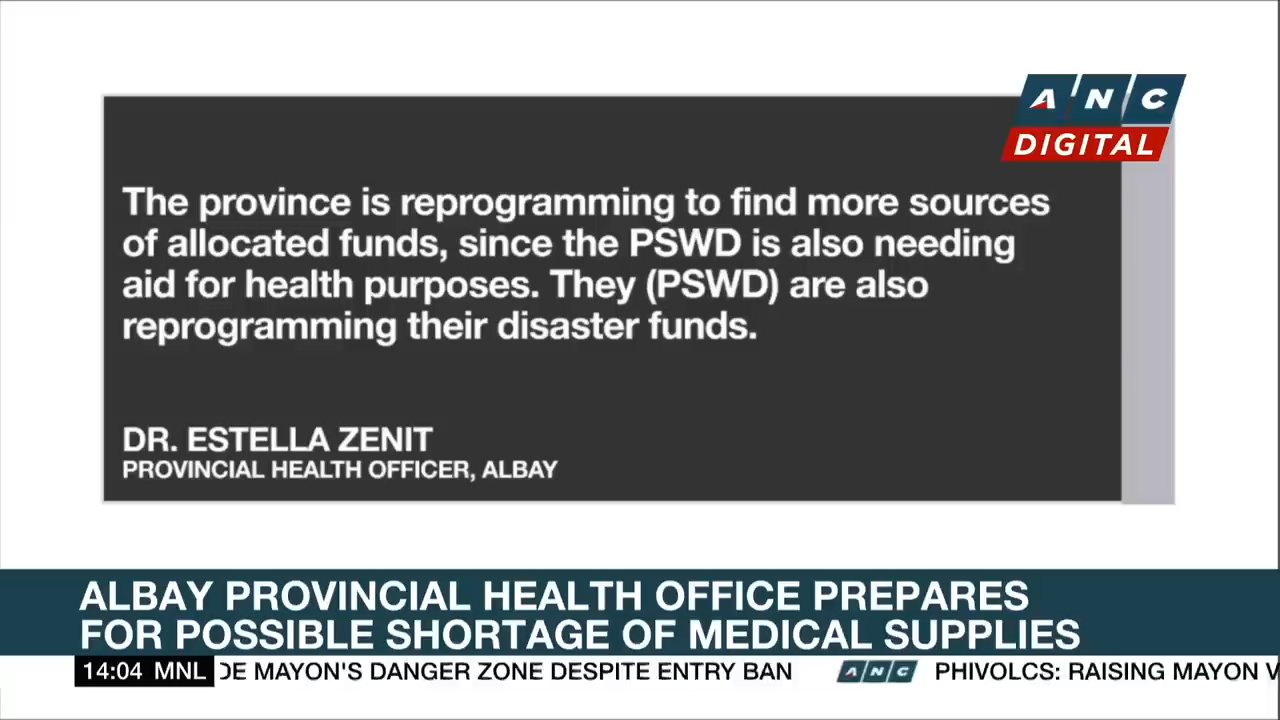 ANC
DIGITAL
The province is reprogramming to find more sources
of allocated funds, since the PSWD is also needing
aid for health purposes. They (PSWD) are also
reprogramming their disaster funds.
DR. ESTELLA ZENIT
PROVINCIAL HEALTH OFFICER, ALBAY
ALBAY PROVINCIAL HEALTH OFFICE PREPARES
FOR POSSIBLE SHORTAGE OF MEDICAL SUPPLIES
14:04 MNL MAYON'S DANGER ZONE DESPITE ENTRY BAN ANC PHIVOLCS: RAISING MAYON